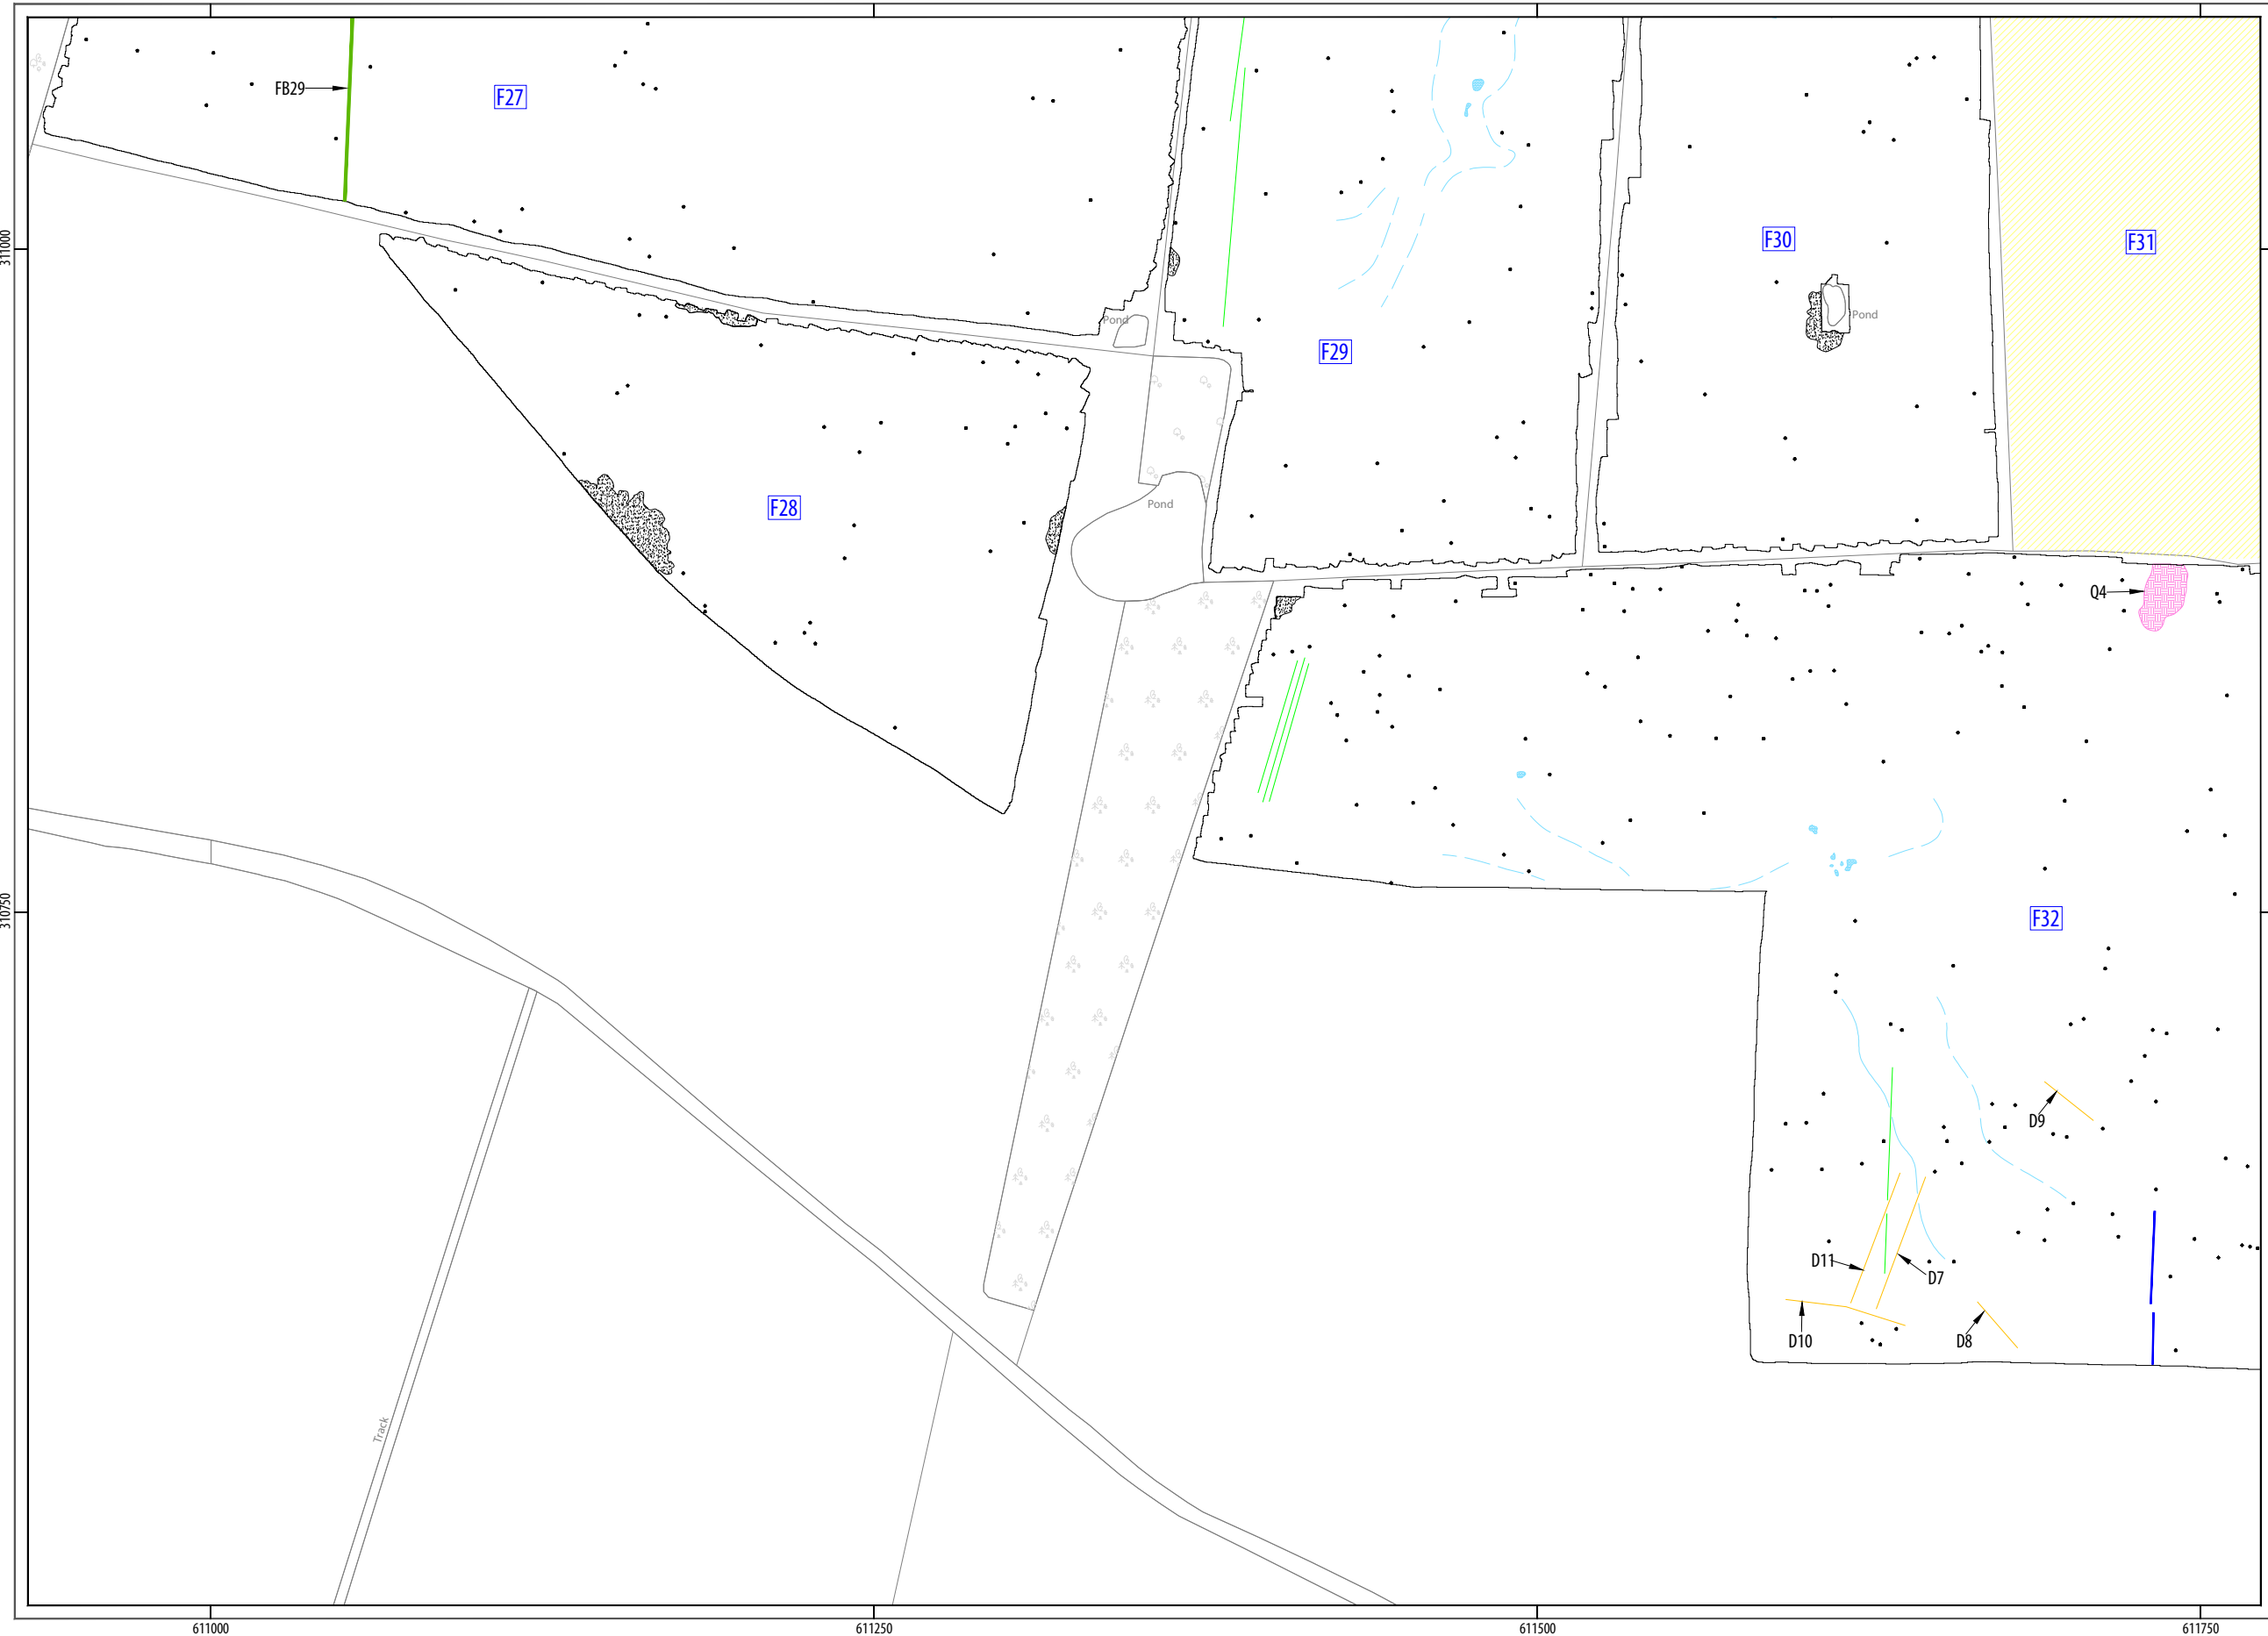 FB29
F27
311000
F30
F31
Pond
Pond
F29
Pond
F28
Q4
310750
F32
D9
D11
D7
D10
D8
Track
611000
611250
611500
611750